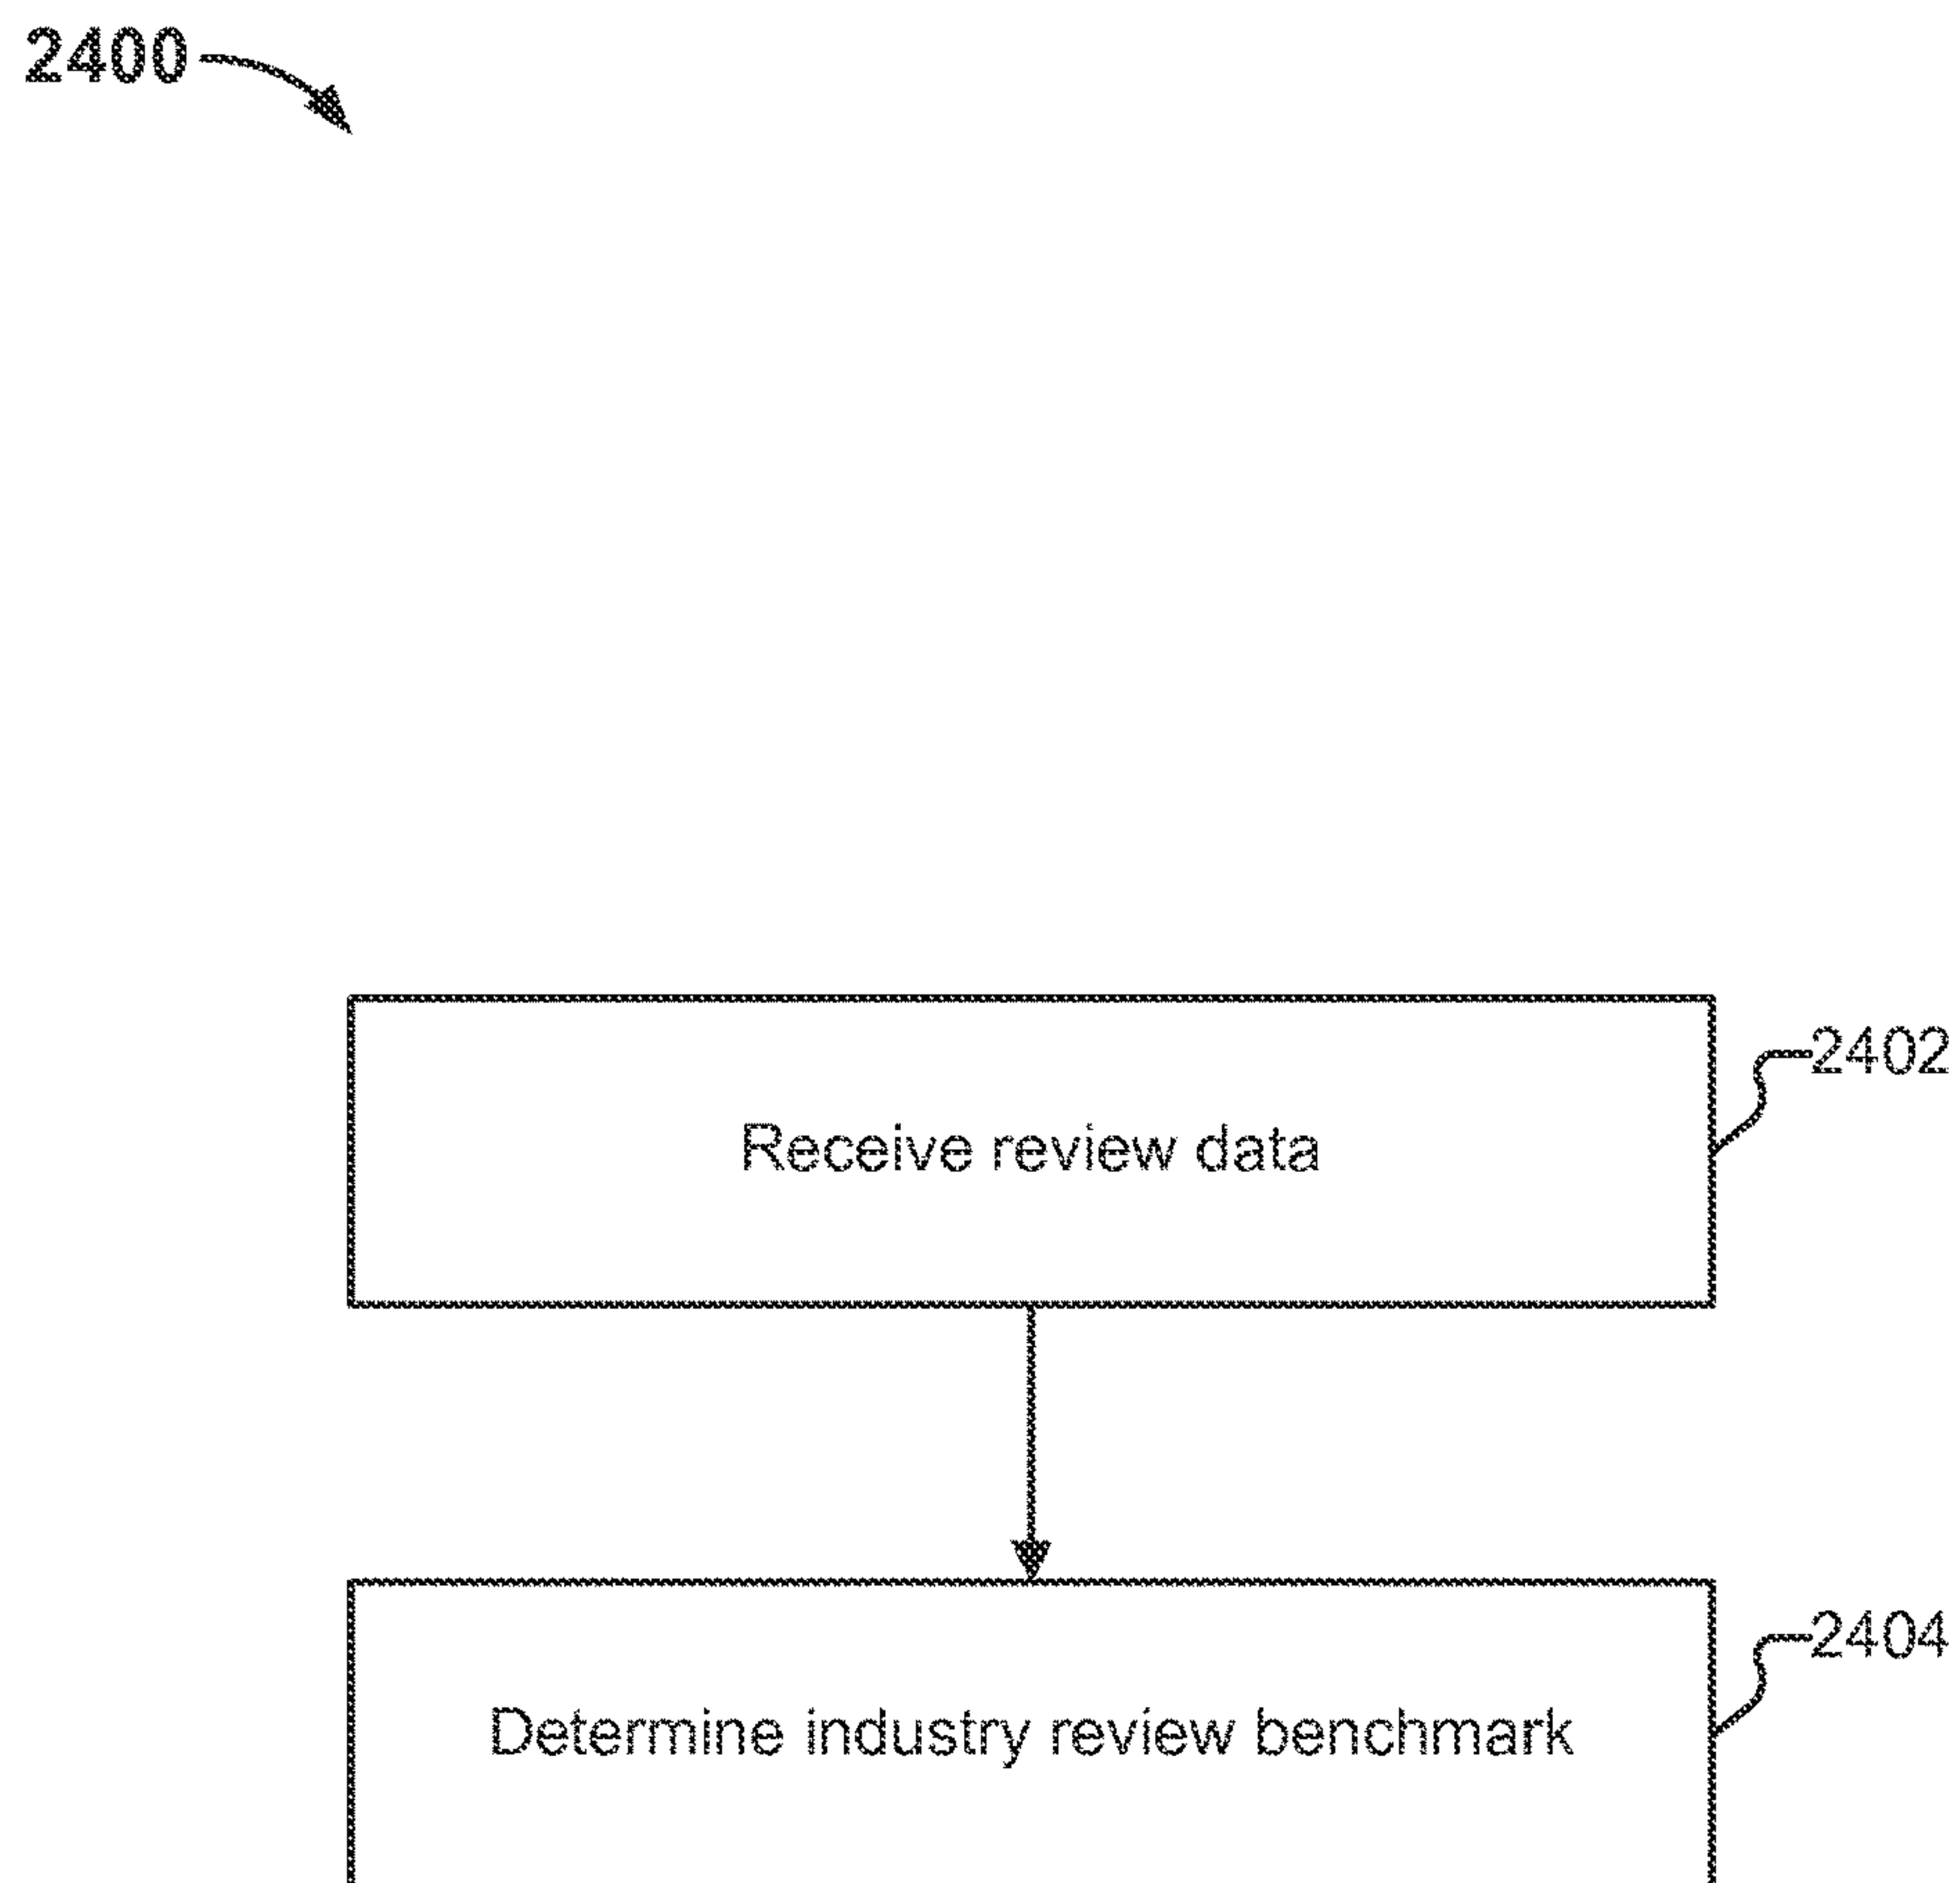 2400
2402
Receive review data
2404
Determine industry review benchmark